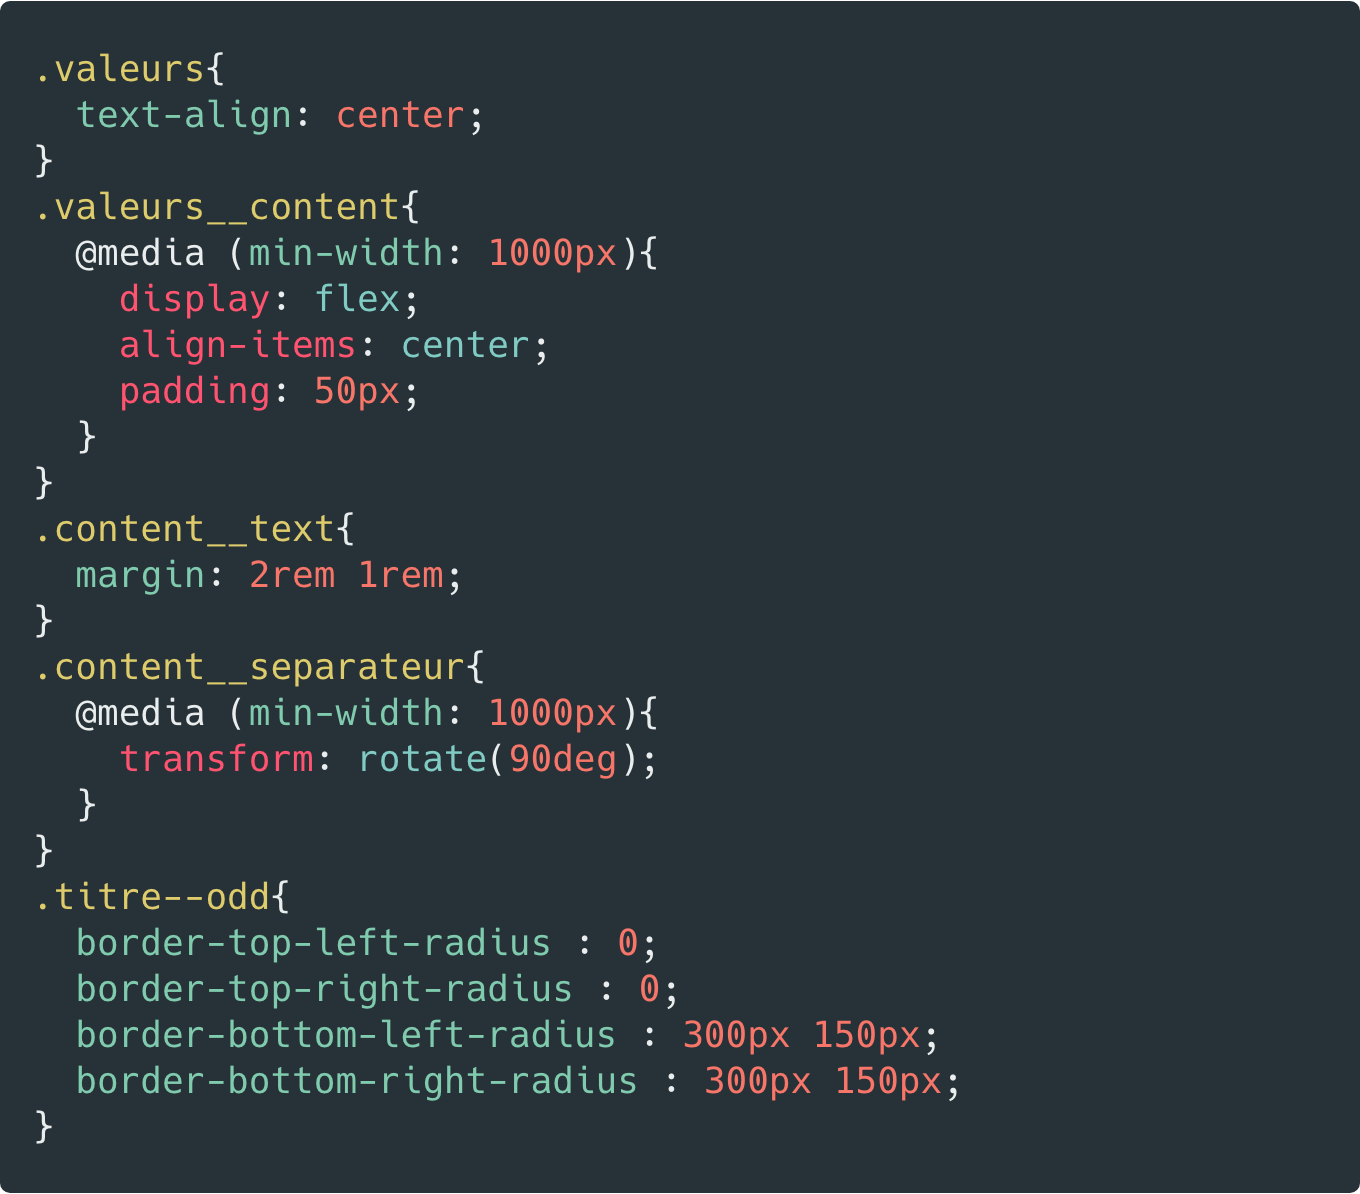 .valeurs{
  text-align: center;
}
.valeurs__content{
  @media (min-width: 1000px){
    display: flex;
    align-items: center;
    padding: 50px;
  }
}
.content__text{
  margin: 2rem 1rem;
}
.content__separateur{
  @media (min-width: 1000px){
    transform: rotate(90deg);
  }
}
.titre--odd{
  border-top-left-radius : 0;
  border-top-right-radius : 0;
  border-bottom-left-radius : 300px 150px;
  border-bottom-right-radius : 300px 150px;
}